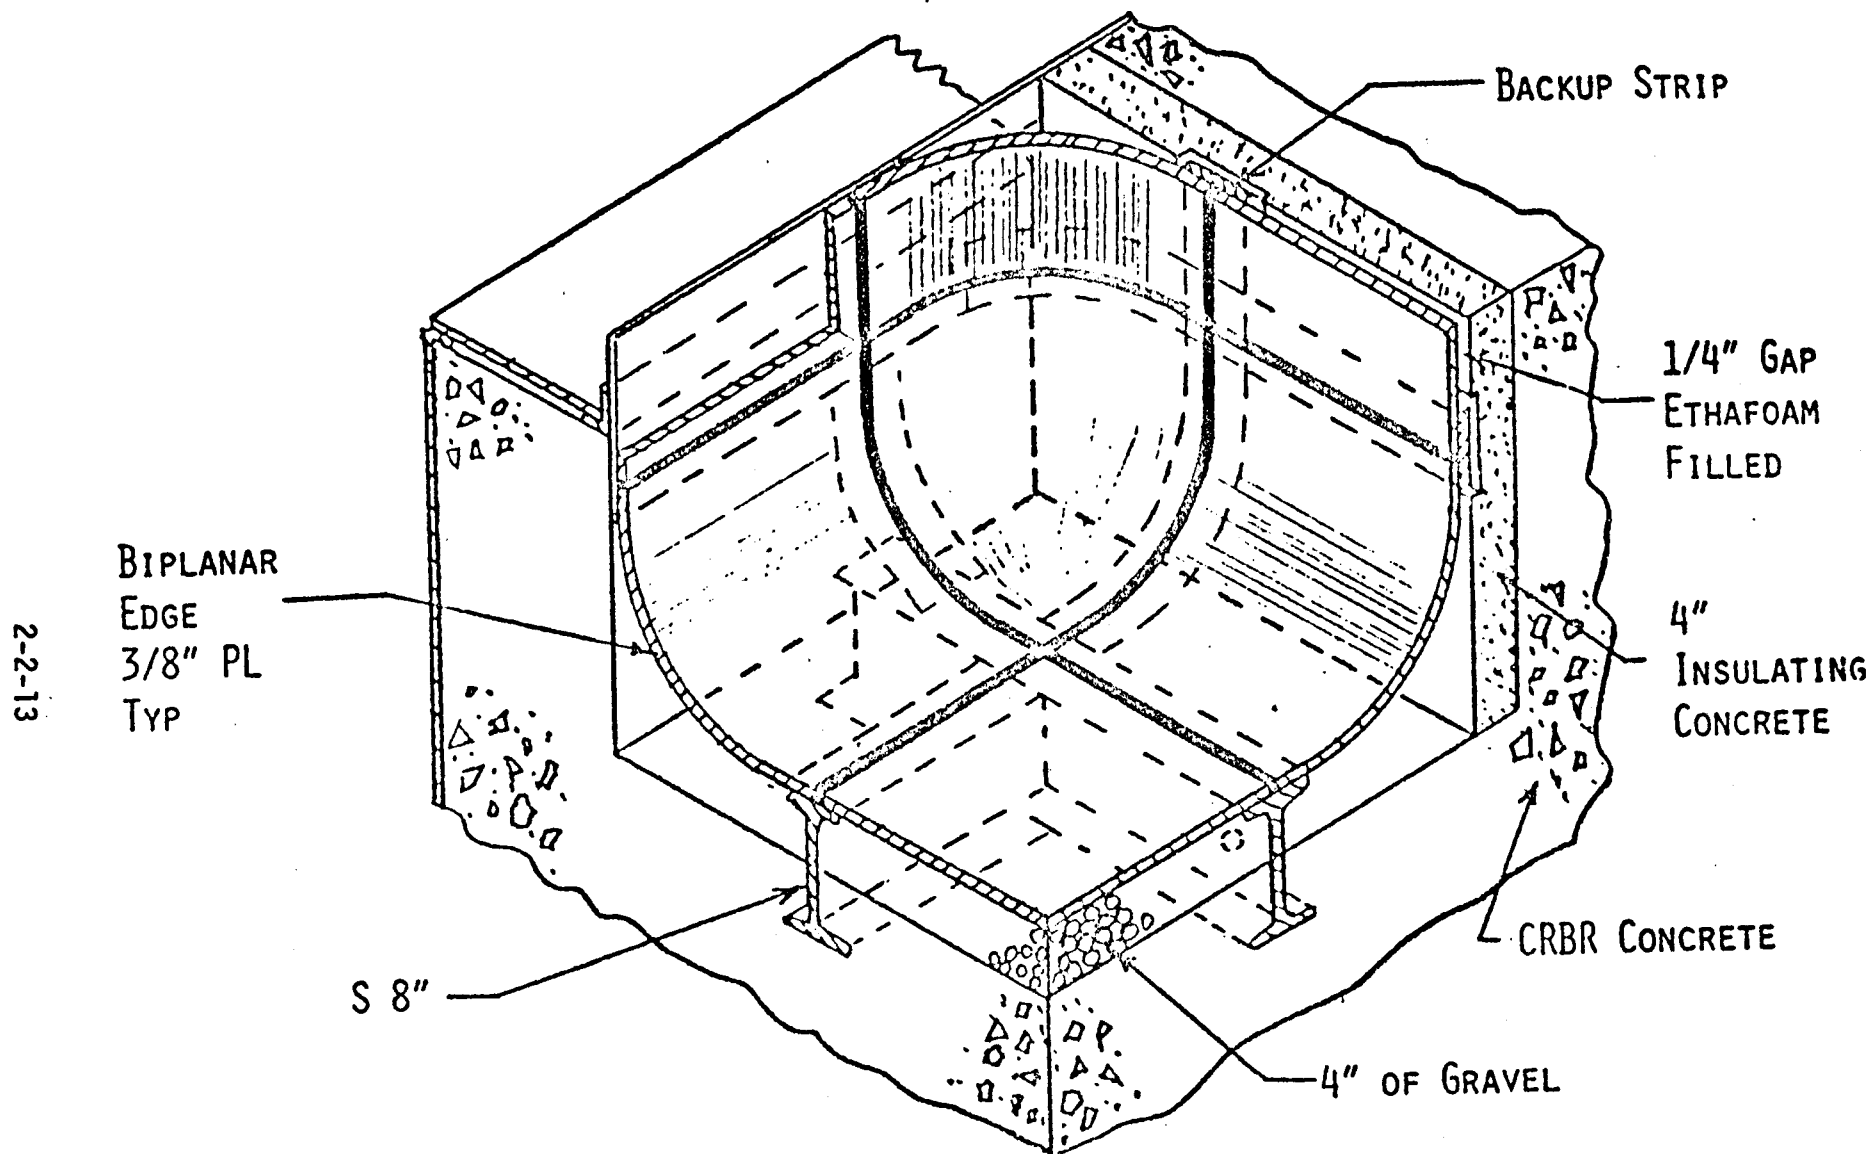 BACKUP STRIP
1/4" GAP
ETHAFOAM
FILLED
BIPLANAR
EDGE
3/8" PL
TYP
4"
INSULATING
CONCRETE
2-2-13
CRBR CONCRETE
S 8"
4" OF GRAVEL